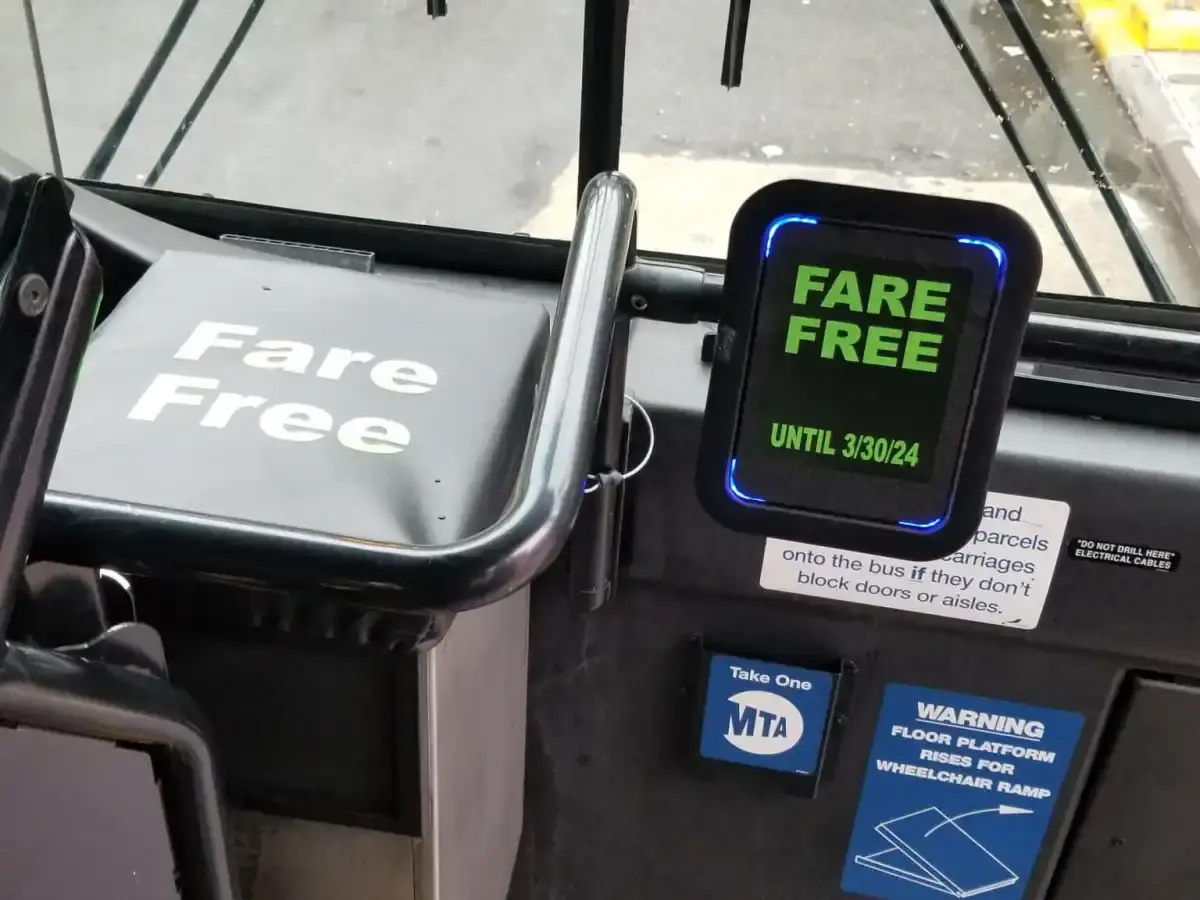 Fare
Free
FARE
FREE
UNTIL 3/30/24
and
parcels
carriages
onto the bus if they don't
block doors or aisles.
"DO NOT DRILL HERE"
ELECTRICAL CABLES
Take One
MTA
WARNING
FLOOR PLATFORM
RISES FOR
WHEELCHAIR RAMP